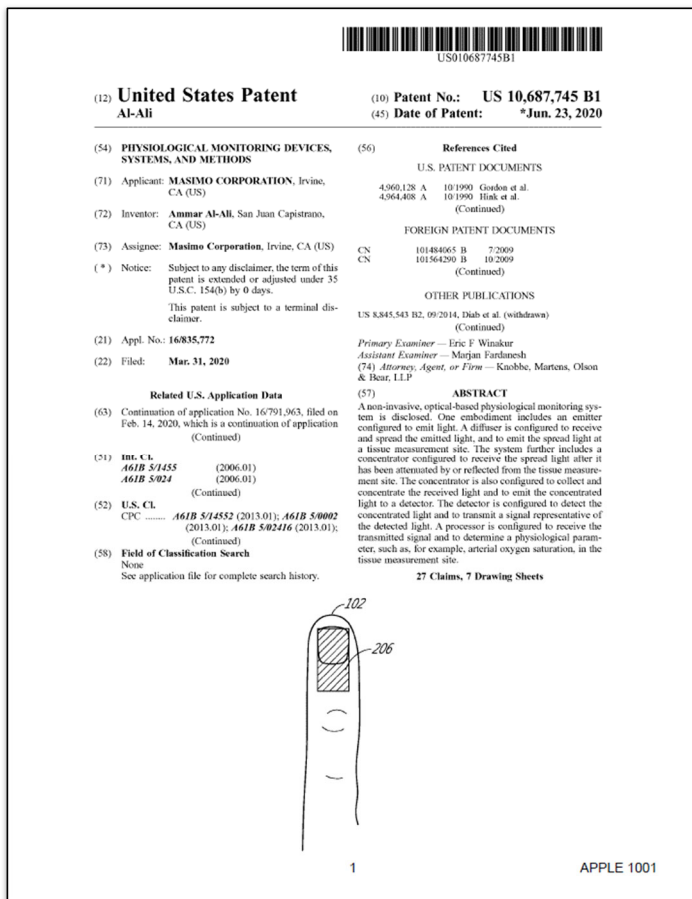 US010687745B1
(12) United States Patent
Al-Ali
(10) Patent No.: US 10,687,745 B1
(45) Date of Patent: *Jun. 23, 2020
(54) PHYSIOLOGICAL MONITORING DEVICES,
SYSTEMS, AND METHODS
(71) Applicant: MASIMO CORPORATION, Irvine,
CA (US)
(72) Inventor: Ammar Al-Ali, San Juan Capistrano,
CA (US)
(73) Assignee: Masimo Corporation, Irvine, CA (US)
( * ) Notice: Subject to any disclaimer, the term of this
patent is extended or adjusted under 35
U.S.C. 154(b) by 0 days.
This patent is subject to a terminal dis-
claimer.
(21) Appl. No.: 16/835,772
(22) Filed: Mar. 31, 2020
Related U.S. Application Data
(63) Continuation of application No. 16/791,963, filed on
Feb. 14, 2020, which is a continuation of application
(Continued)
(51) Int. Cl.
A61B 5/1455 (2006.01)
A61B 5/024 (2006.01)
(Continued)
(52) U.S. Cl.
CPC ........ A61B 5/14552 (2013.01); A61B 5/0002
(2013.01); A61B 5/02416 (2013.01);
(Continued)
(58) Field of Classification Search
None
See application file for complete search history.
(56) References Cited
U.S. PATENT DOCUMENTS
4,960,128 A 10/1990 Gordon et al.
4,964,408 A 10/1990 Hink et al.
(Continued)
FOREIGN PATENT DOCUMENTS
CN 101484065 B 7/2009
CN 101564290 B 10/2009
(Continued)
OTHER PUBLICATIONS
US 8,845,543 B2, 09/2014, Diab et al. (withdrawn)
(Continued)
Primary Examiner — Eric F Winakur
Assistant Examiner — Marjan Fardanesh
(74) Attorney, Agent, or Firm — Knobbe, Martens, Olson
& Bear, LLP
(57) ABSTRACT
A non-invasive, optical-based physiological monitoring sys-
tem is disclosed. One embodiment includes an emitter
configured to emit light. A diffuser is configured to receive
and spread the emitted light, and to emit the spread light at
a tissue measurement site. The system further includes a
concentrator configured to receive the spread light after it
has been attenuated by or reflected from the tissue measure-
ment site. The concentrator is also configured to collect and
concentrate the received light and to emit the concentrated
light to a detector. The detector is configured to detect the
concentrated light and to transmit a signal representative of
the detected light. A processor is configured to receive the
transmitted signal and to determine a physiological param-
eter, such as, for example, arterial oxygen saturation, in the
tissue measurement site.
27 Claims, 7 Drawing Sheets
102
206
1
APPLE 1001